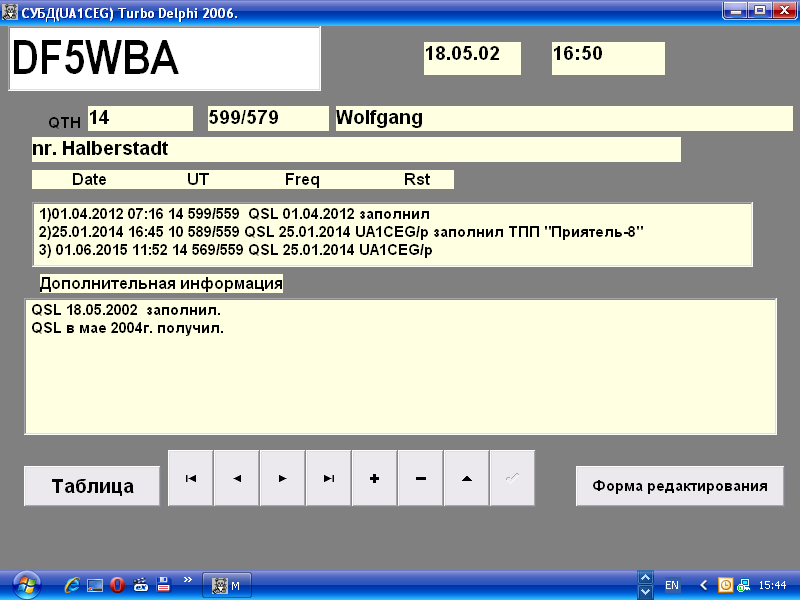 СУБД(UA1CEG) Turbo Delphi 2006.
DF5WBA
18.05.02
16:50
QTH
14
599/579
Wolfgang
nr. Halberstadt
Date UT Freq Rst
1)01.04.2012 07:16 14 599/559 QSL 01.04.2012 заполнил
2)25.01.2014 16:45 10 589/559 QSL 25.01.2014 UA1CEG/p заполнил ТПП "Приятель-8"
3) 01.06.2015 11:52 14 569/559 QSL 25.01.2014 UA1CEG/p
Дополнительная информация
QSL 18.05.2002 заполнил.
QSL в мае 2004г. получил.
Таблица
Форма редактирования
M
EN
15:44